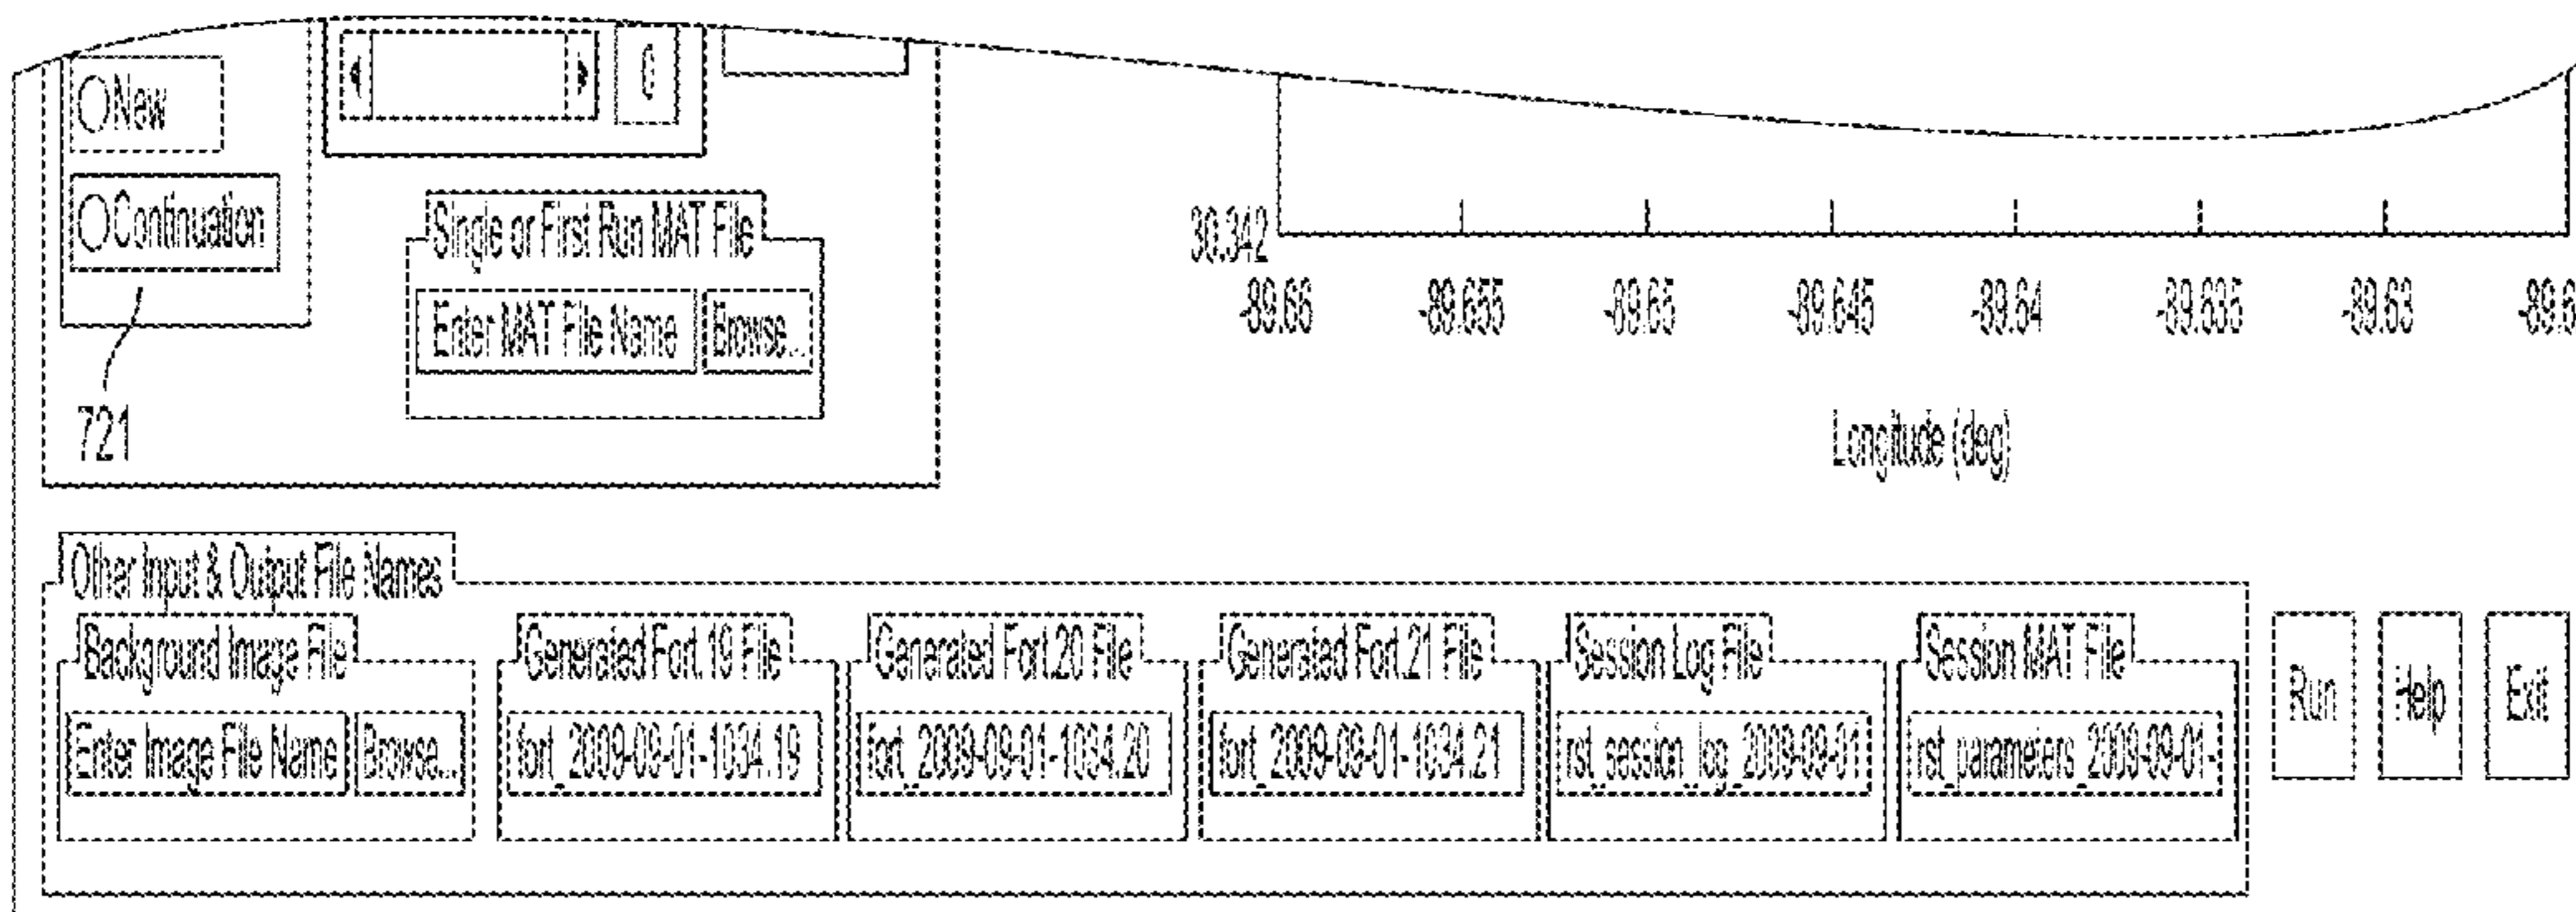 New
0
Continuation
Single or First Run MAT File
Enter MAT File Name Browse...
721
30.342
-89.66 -89.655 -89.65 -89.645 -89.64 -89.635 -89.63 -89.6
Longitude (deg)
Other Input & Output File Names
Background Image File Generated Fort.19 File Generated Fort.20 File Generated Fort.21 File Session Log File Session MAT File
Enter Image File Name Browse... fort_2009-09-01-1034.19 fort_2009-09-01-1034.20 fort_2009-09-01-1034.21 rst_session_log_2009-09-01 rst_parameters_2009-09-01-
Run Help Exit